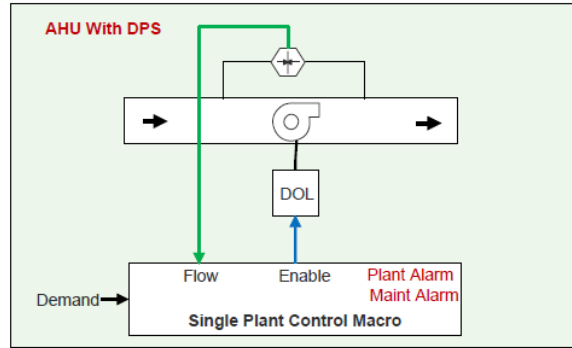 AHU With DPS
DOL
Flow
Enable
Plant Alarm
Maint Alarm
Demand
Single Plant Control Macro